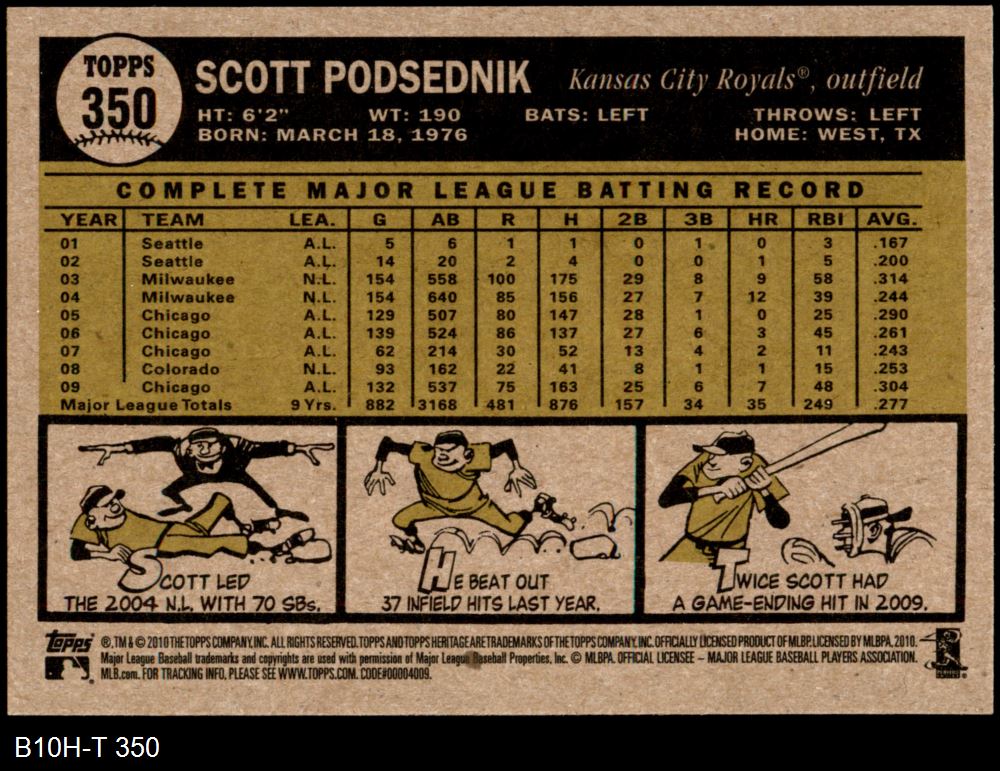 TOPPS
350
SCOTT PODSEDNIK Kansas City Royals®, outfield
HT: 6'2" WT: 190 BATS: LEFT THROWS: LEFT
BORN: MARCH 18, 1976 HOME: WEST, TX
COMPLETE MAJOR LEAGUE BATTING RECORD
YEAR TEAM LEA. G AB R H 2B 3B HR RBI AVG.
01 Seattle A.L. 5 6 1 1 0 1 0 3 .167
02 Seattle A.L. 14 20 2 4 0 0 1 5 .200
03 Milwaukee N.L. 154 558 100 175 29 8 9 58 .314
04 Milwaukee N.L. 154 640 85 156 27 7 12 39 .244
05 Chicago A.L. 129 507 80 147 28 1 0 25 .290
06 Chicago A.L. 139 524 86 137 27 6 3 45 .261
07 Chicago A.L. 62 214 30 52 13 4 2 11 .243
08 Colorado N.L. 93 162 22 41 8 1 1 15 .253
09 Chicago A.L. 132 537 75 163 25 6 7 48 .304
Major League Totals 9 Yrs. 882 3168 481 876 157 34 35 249 .277
SCOTT LED
THE 2004 N.L. WITH 70 SBs.
HE BEAT OUT
37 INFIELD HITS LAST YEAR.
TWICE SCOTT HAD
A GAME-ENDING HIT IN 2009.
Topps ®, TM & © 2010 THE TOPPS COMPANY, INC. ALL RIGHTS RESERVED. TOPPS AND TOPPS HERITAGE ARE TRADEMARKS OF THE TOPPS COMPANY, INC. OFFICIALLY LICENSED PRODUCT OF MLBP. LICENSED BY MLBPA, 2010.
Major League Baseball trademarks and copyrights are used with permission of Major League Baseball Properties, Inc. © MLBPA. OFFICIAL LICENSEE – MAJOR LEAGUE BASEBALL PLAYERS ASSOCIATION.
MLB.com. FOR TRACKING INFO, PLEASE SEE WWW.TOPPS.COM. CODE#00004009.
B10H-T 350